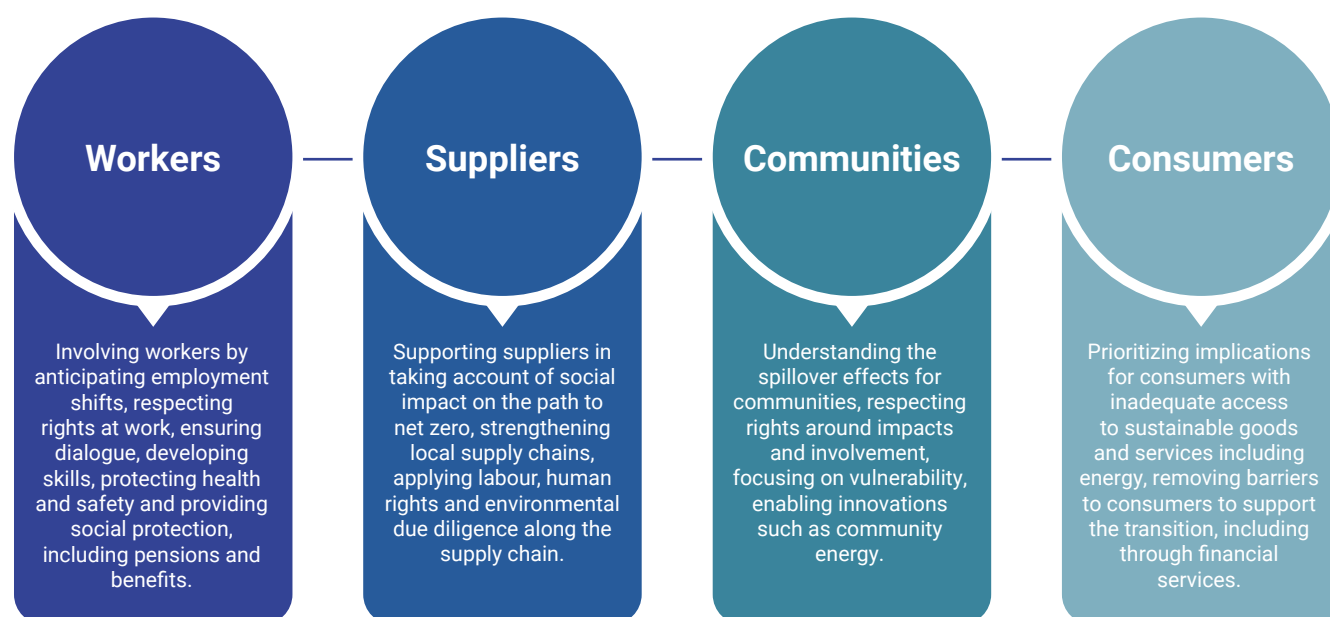 Workers
Involving workers by
anticipating employment
shifts, respecting
rights at work, ensuring
dialogue, developing
skills, protecting health
and safety and providing
social protection,
including pensions and
benefits.
Suppliers
Supporting suppliers in
taking account of social
impact on the path to
net zero, strengthening
local supply chains,
applying labour, human
rights and environmental
due diligence along the
supply chain.
Communities
Understanding the
spillover effects for
communities, respecting
rights around impacts
and involvement,
focusing on vulnerability,
enabling innovations
such as community
energy.
Consumers
Prioritizing implications
for consumers with
inadequate access
to sustainable goods
and services including
energy, removing barriers
to consumers to support
the transition, including
through financial
services.